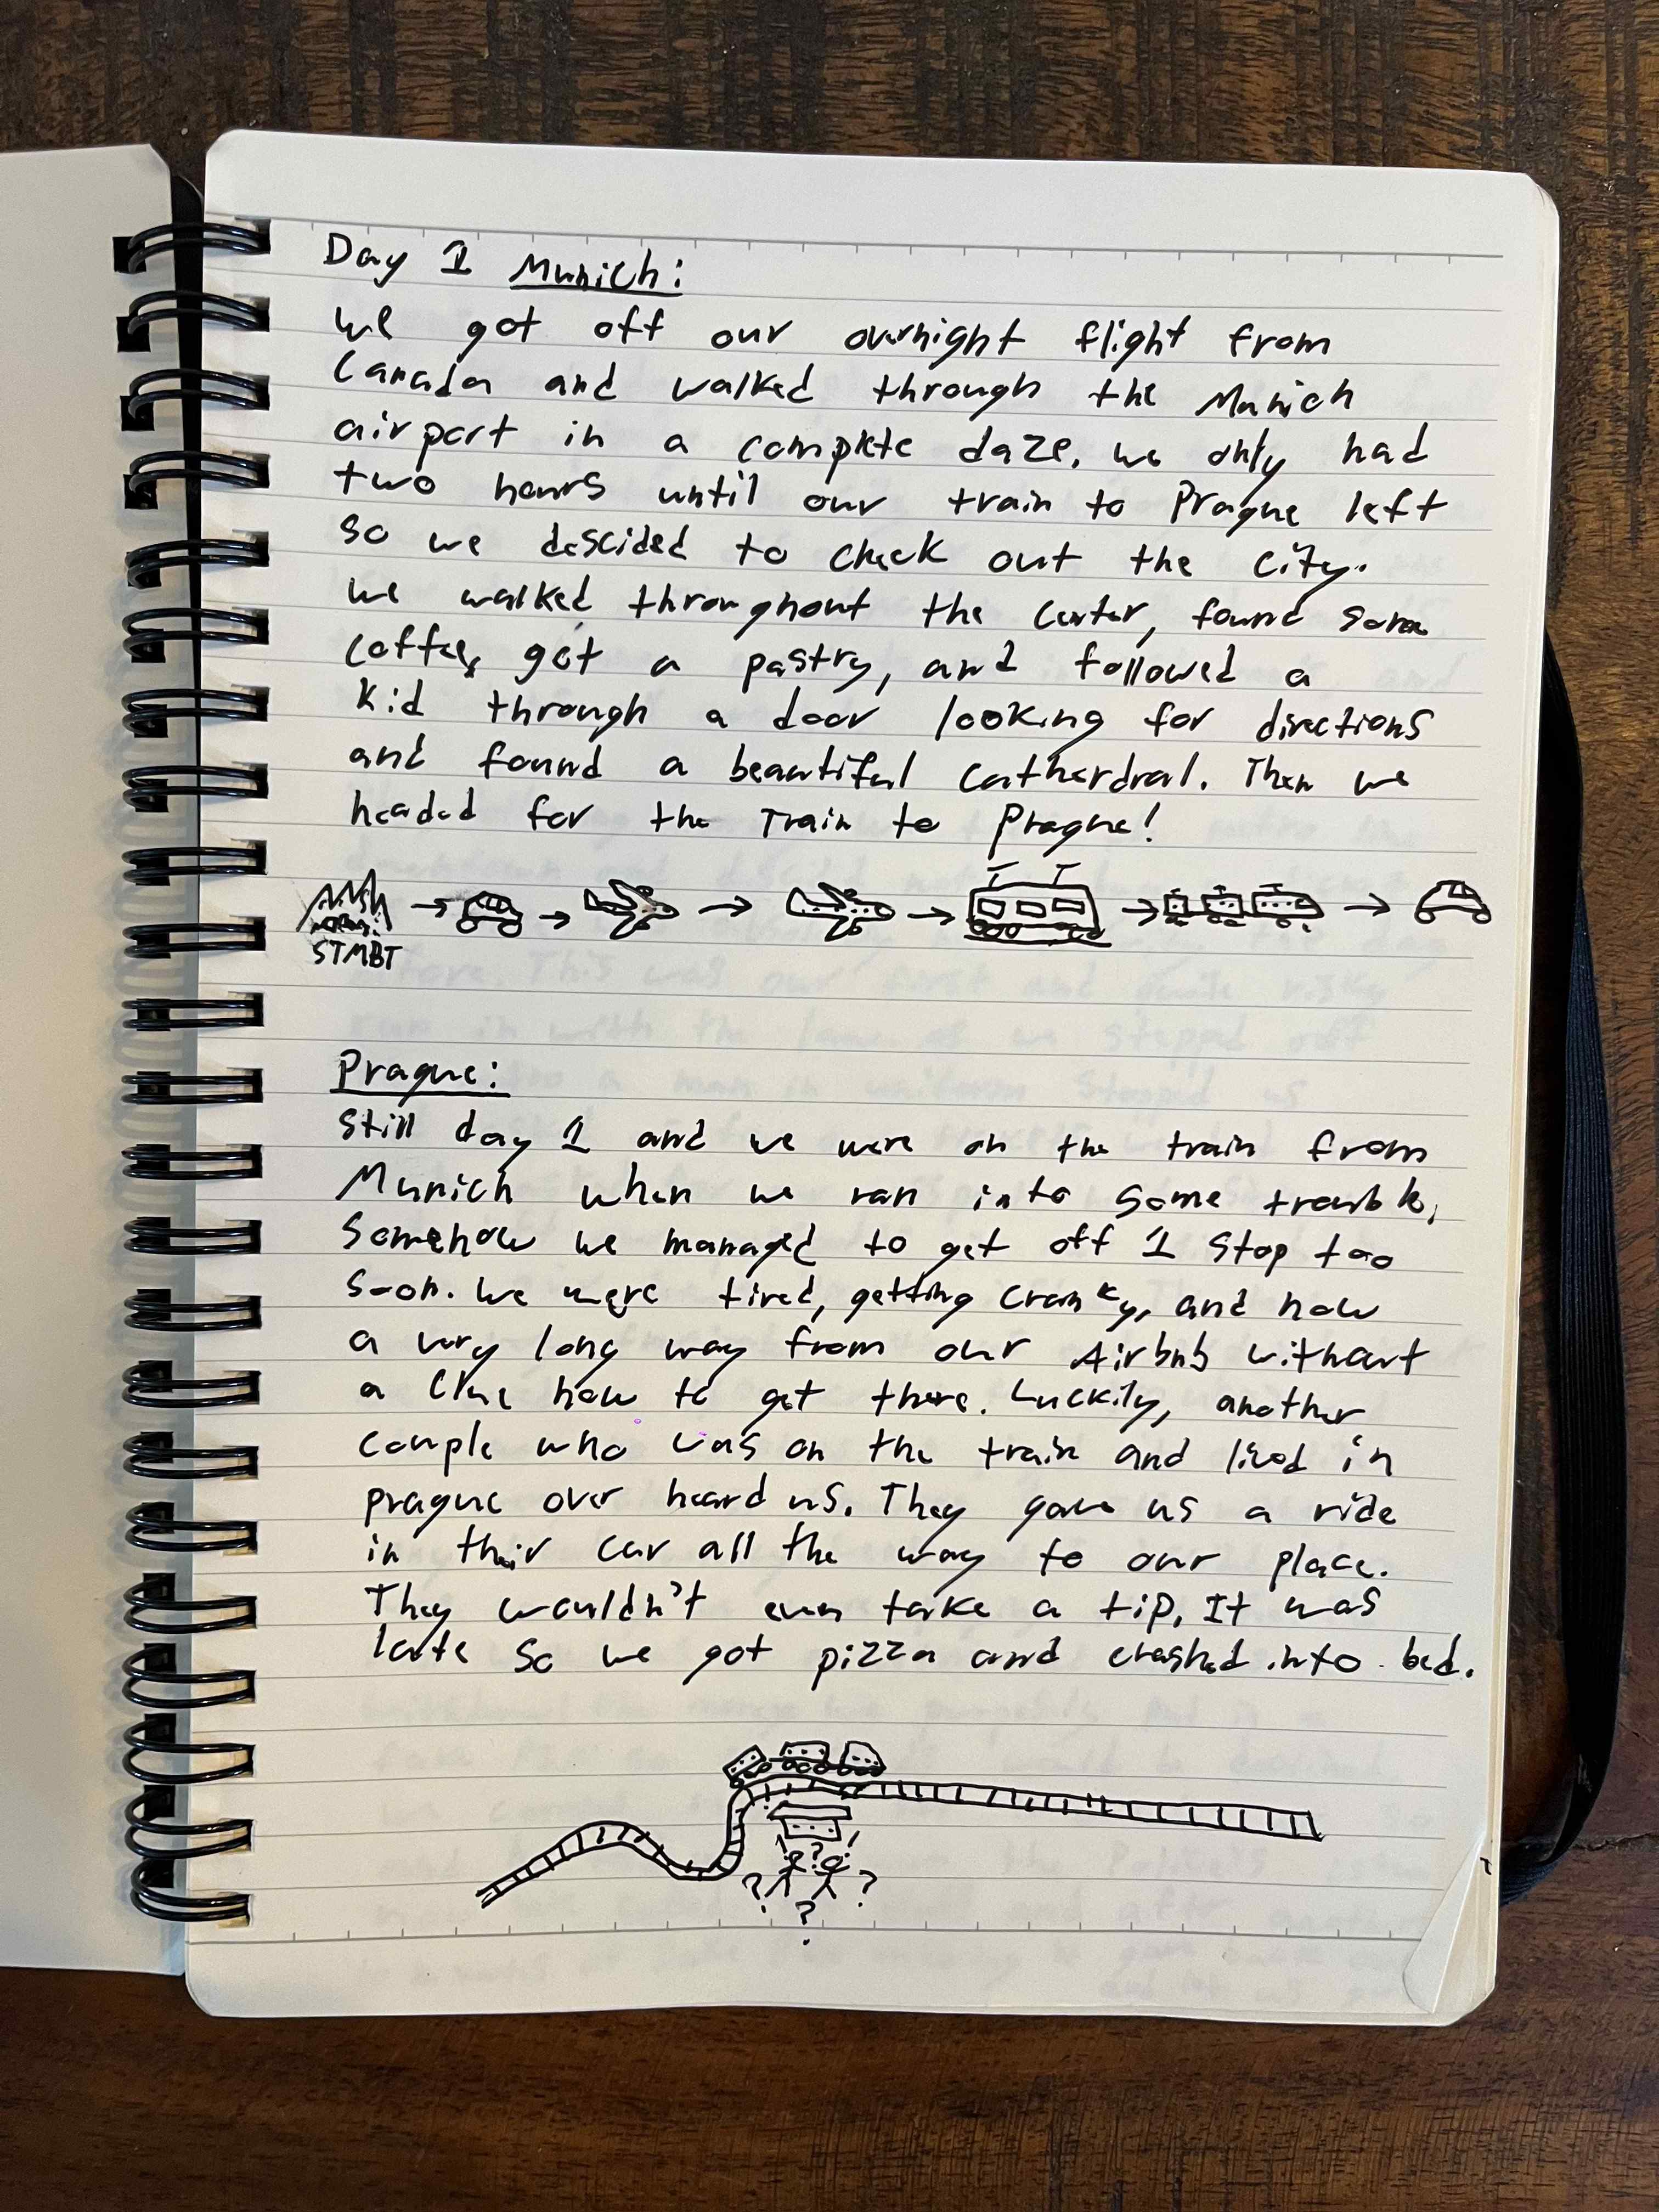 Day 1 Munich:
we got off our overnight flight from
Canada and walked through the Munich
airport in a complete daze. we only had
two hours until our train to Prague left
so we descided to check out the city.
we walked throughout the center, found some
coffee, got a pastry, and followed a
kid through a door looking for directions
and found a beautiful catherdral. Then we
headed for the Train to Prague!
START
Prague:
Still day 1 and we were on the train from
Munich when we ran into some trouble,
Somehow we managed to get off 1 stop too
soon. we were tired, getting cranky, and now
a very long way from our Airbnb without
a clue how to get there. Luckily, another
couple who was on the train and lived in
prague over heard us. They gave us a ride
in their car all the way to our place.
They wouldn't even take a tip. It was
late so we got pizza and crashed into bed.
! ? !
? ?
?